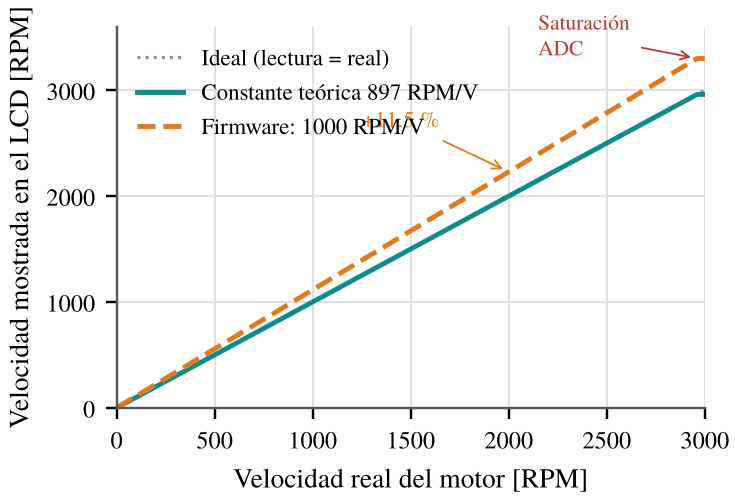 Saturación
ADC
Ideal (lectura = real)
Constante teórica 897 RPM/V
Firmware: 1000 RPM/V
+11.5 %
Velocidad mostrada en el LCD [RPM]
3000
2000
1000
0
0 500 1000 1500 2000 2500 3000
Velocidad real del motor [RPM]